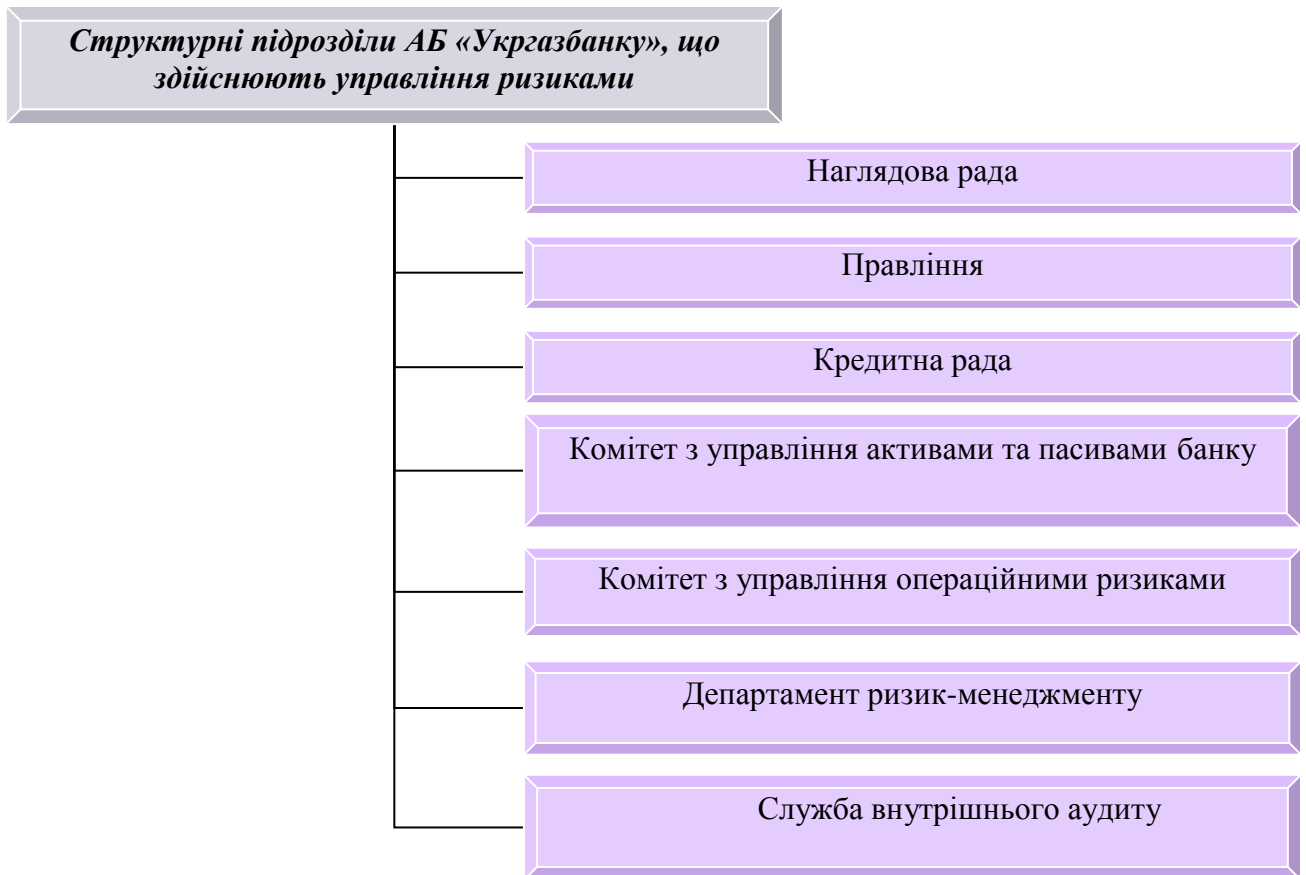 Структурні підрозділи АБ «Укргазбанку», що
здійснюють управління ризиками
Наглядова рада
Правління
Кредитна рада
Комітет з управління активами та пасивами банку
Комітет з управління операційними ризиками
Департамент ризик-менеджменту
Служба внутрішнього аудиту